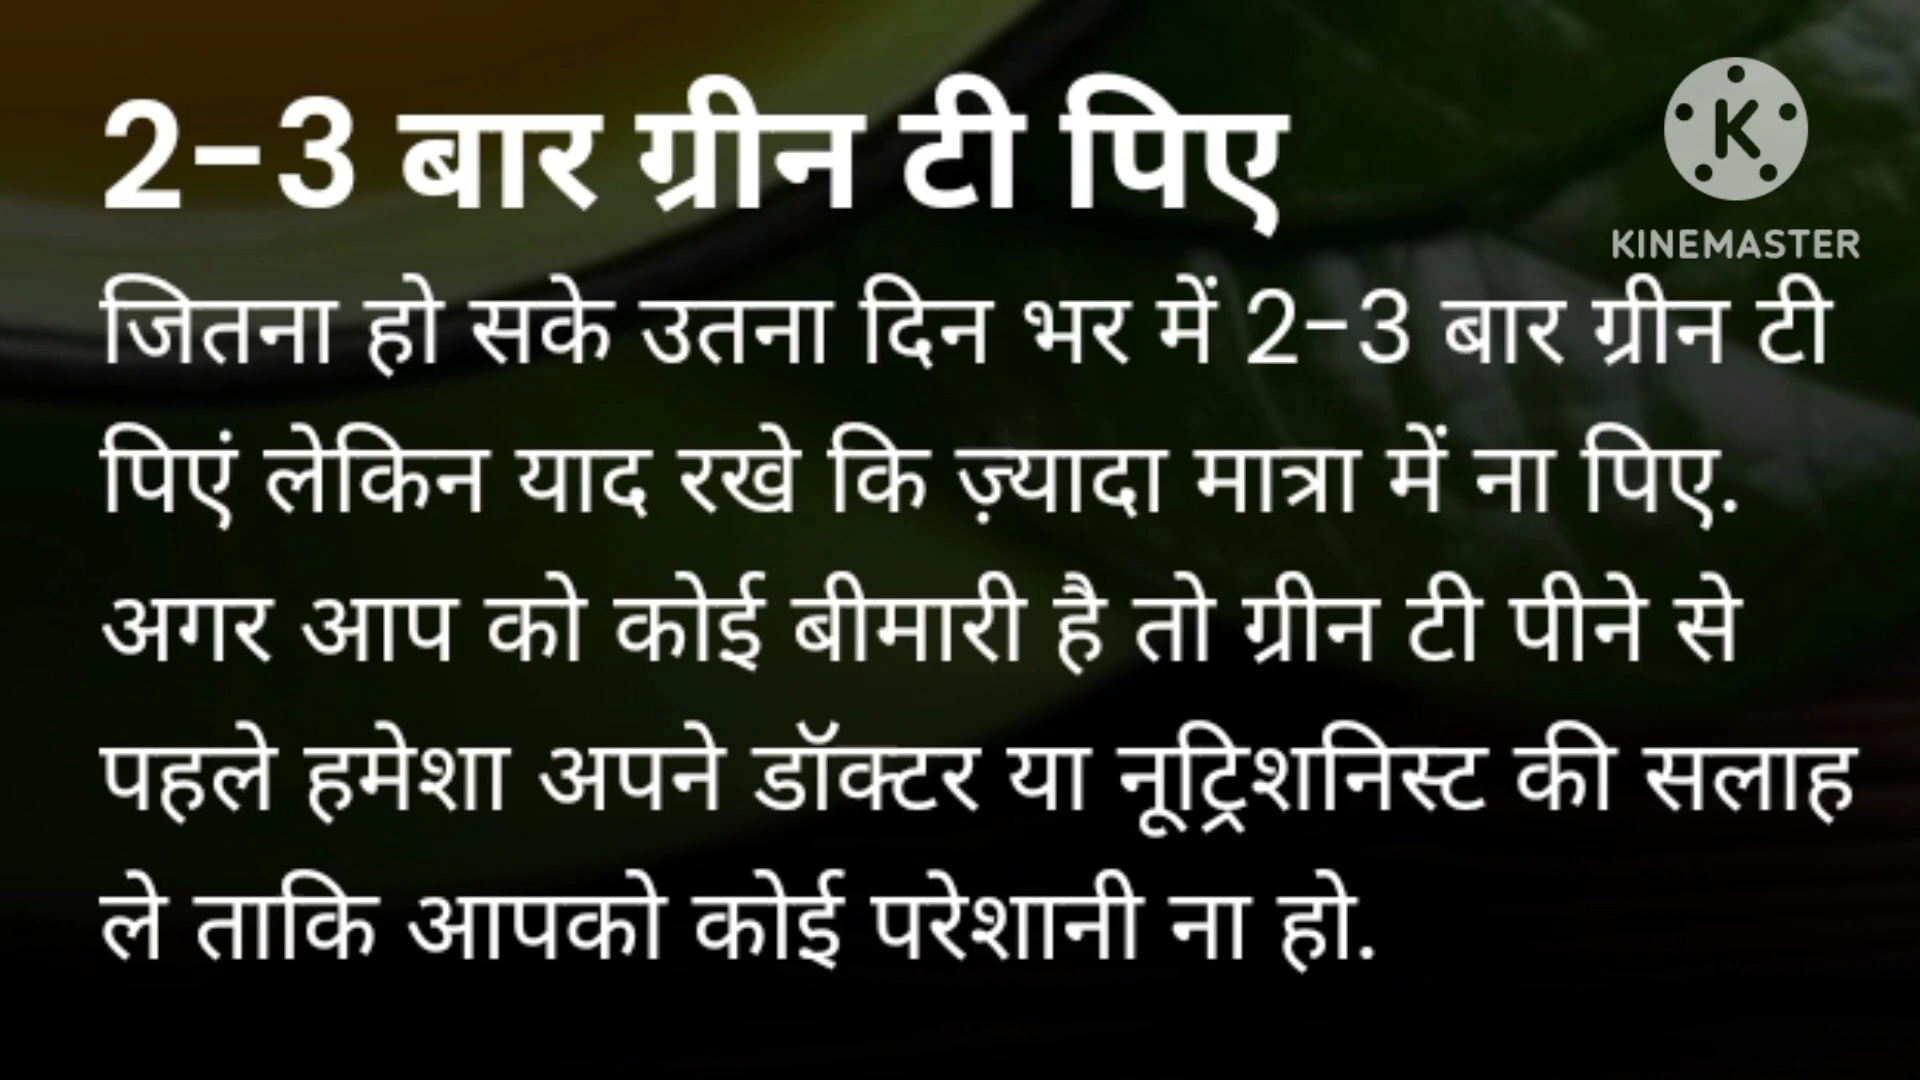 2-3 बार ग्रीन टी पिए
KINEMASTER
जितना हो सके उतना दिन भर में 2-3 बार ग्रीन टी
पिएं लेकिन याद रखे कि ज़्यादा मात्रा में ना पिए.
अगर आप को कोई बीमारी है तो ग्रीन टी पीने से
पहले हमेशा अपने डॉक्टर या नूट्रिशनिस्ट की सलाह
ले ताकि आपको कोई परेशानी ना हो.